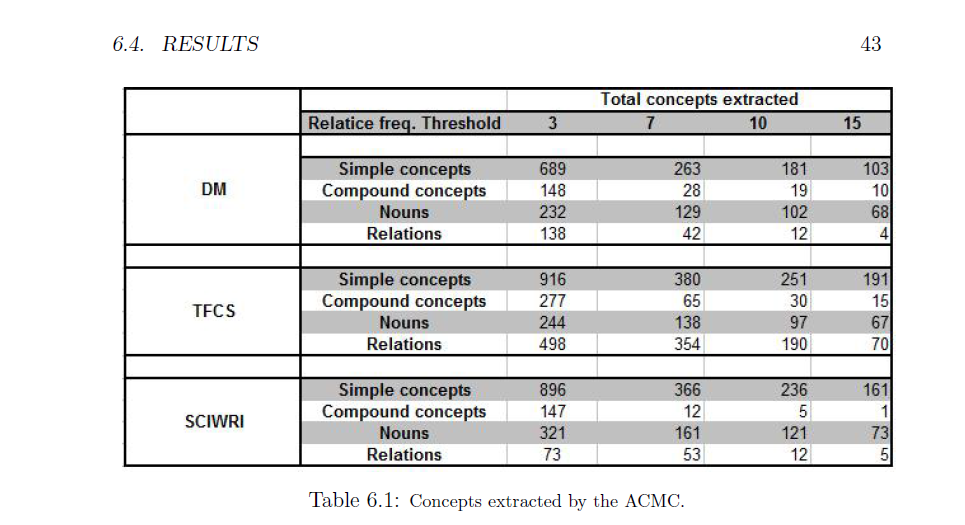 6.4. RESULTS 43
Total concepts extracted
Relatice freq. Threshold 3 7 10 15
DM
Simple concepts 689 263 181 103
Compound concepts 148 28 19 10
Nouns 232 129 102 68
Relations 138 42 12 4
TFCS
Simple concepts 916 380 251 191
Compound concepts 277 65 30 15
Nouns 244 138 97 67
Relations 498 354 190 70
SCIWRI
Simple concepts 896 366 236 161
Compound concepts 147 12 5 1
Nouns 321 161 121 73
Relations 73 53 12 5
Table 6.1: Concepts extracted by the ACMC.